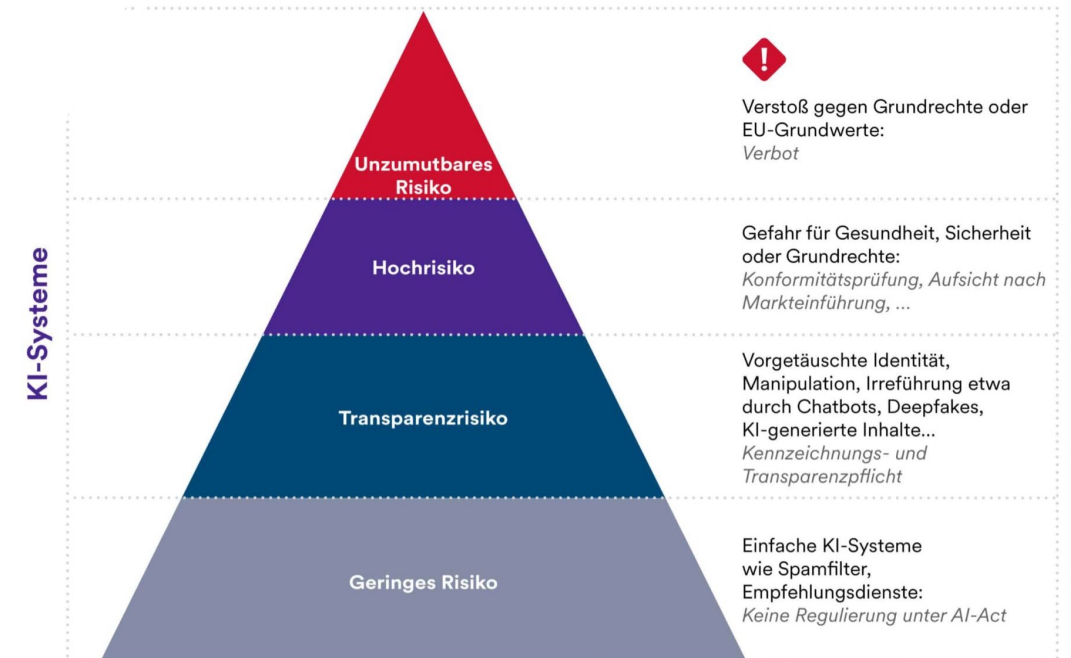 KI-Systeme
Unzumutbares
Risiko
!
Verstoß gegen Grundrechte oder
EU-Grundwerte:
Verbot
Hochrisiko
Gefahr für Gesundheit, Sicherheit
oder Grundrechte:
Konformitätsprüfung, Aufsicht nach
Markteinführung, ...
Transparenzrisiko
Vorgetäuschte Identität,
Manipulation, Irreführung etwa
durch Chatbots, Deepfakes,
KI-generierte Inhalte...
Kennzeichnungs- und
Transparenzpflicht
Geringes Risiko
Einfache KI-Systeme
wie Spamfilter,
Empfehlungsdienste:
Keine Regulierung unter AI-Act